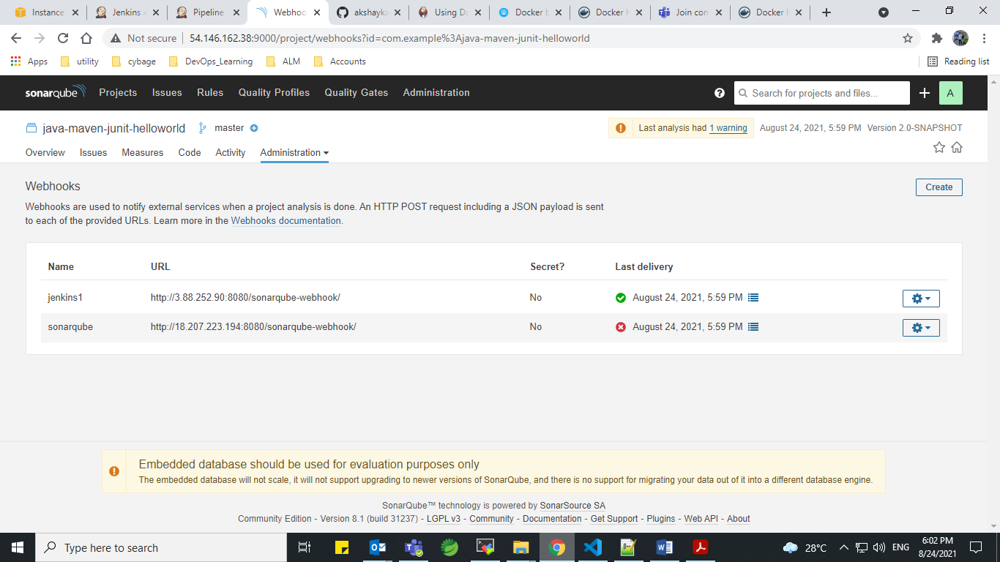 Instance
Jenkins
Pipeline
Webhoo
akshayka
Using Do
Docker
Docker
Join con
Docker
Not secure
54.146.162.38:9000/project/webhooks?id=com.example%3Ajava-maven-junit-helloworld
Apps utility cybage DevOps_Learning ALM Accounts Reading list
sonarqube Projects Issues Rules Quality Profiles Quality Gates Administration ? Search for projects and files... A
java-maven-junit-helloworld master Last analysis had 1 warning August 24, 2021, 5:59 PM Version 2.0-SNAPSHOT
Overview Issues Measures Code Activity Administration
Webhooks Create
Webhooks are used to notify external services when a project analysis is done. An HTTP POST request including a JSON payload is sent
to each of the provided URLs. Learn more in the Webhooks documentation.
Name URL Secret? Last delivery
jenkins1 http://3.88.252.90:8080/sonarqube-webhook/ No August 24, 2021, 5:59 PM
sonarqube http://18.207.223.194:8080/sonarqube-webhook/ No August 24, 2021, 5:59 PM
Embedded database should be used for evaluation purposes only
The embedded database will not scale, it will not support upgrading to newer versions of SonarQube, and there is no support for migrating your data out of it into a different database engine.
SonarQube™ technology is powered by SonarSource SA
Community Edition - Version 8.1 (build 31237) - LGPL v3 - Community - Documentation - Get Support - Plugins - Web API - About
Type here to search 28°C ENG 6:02 PM
8/24/2021